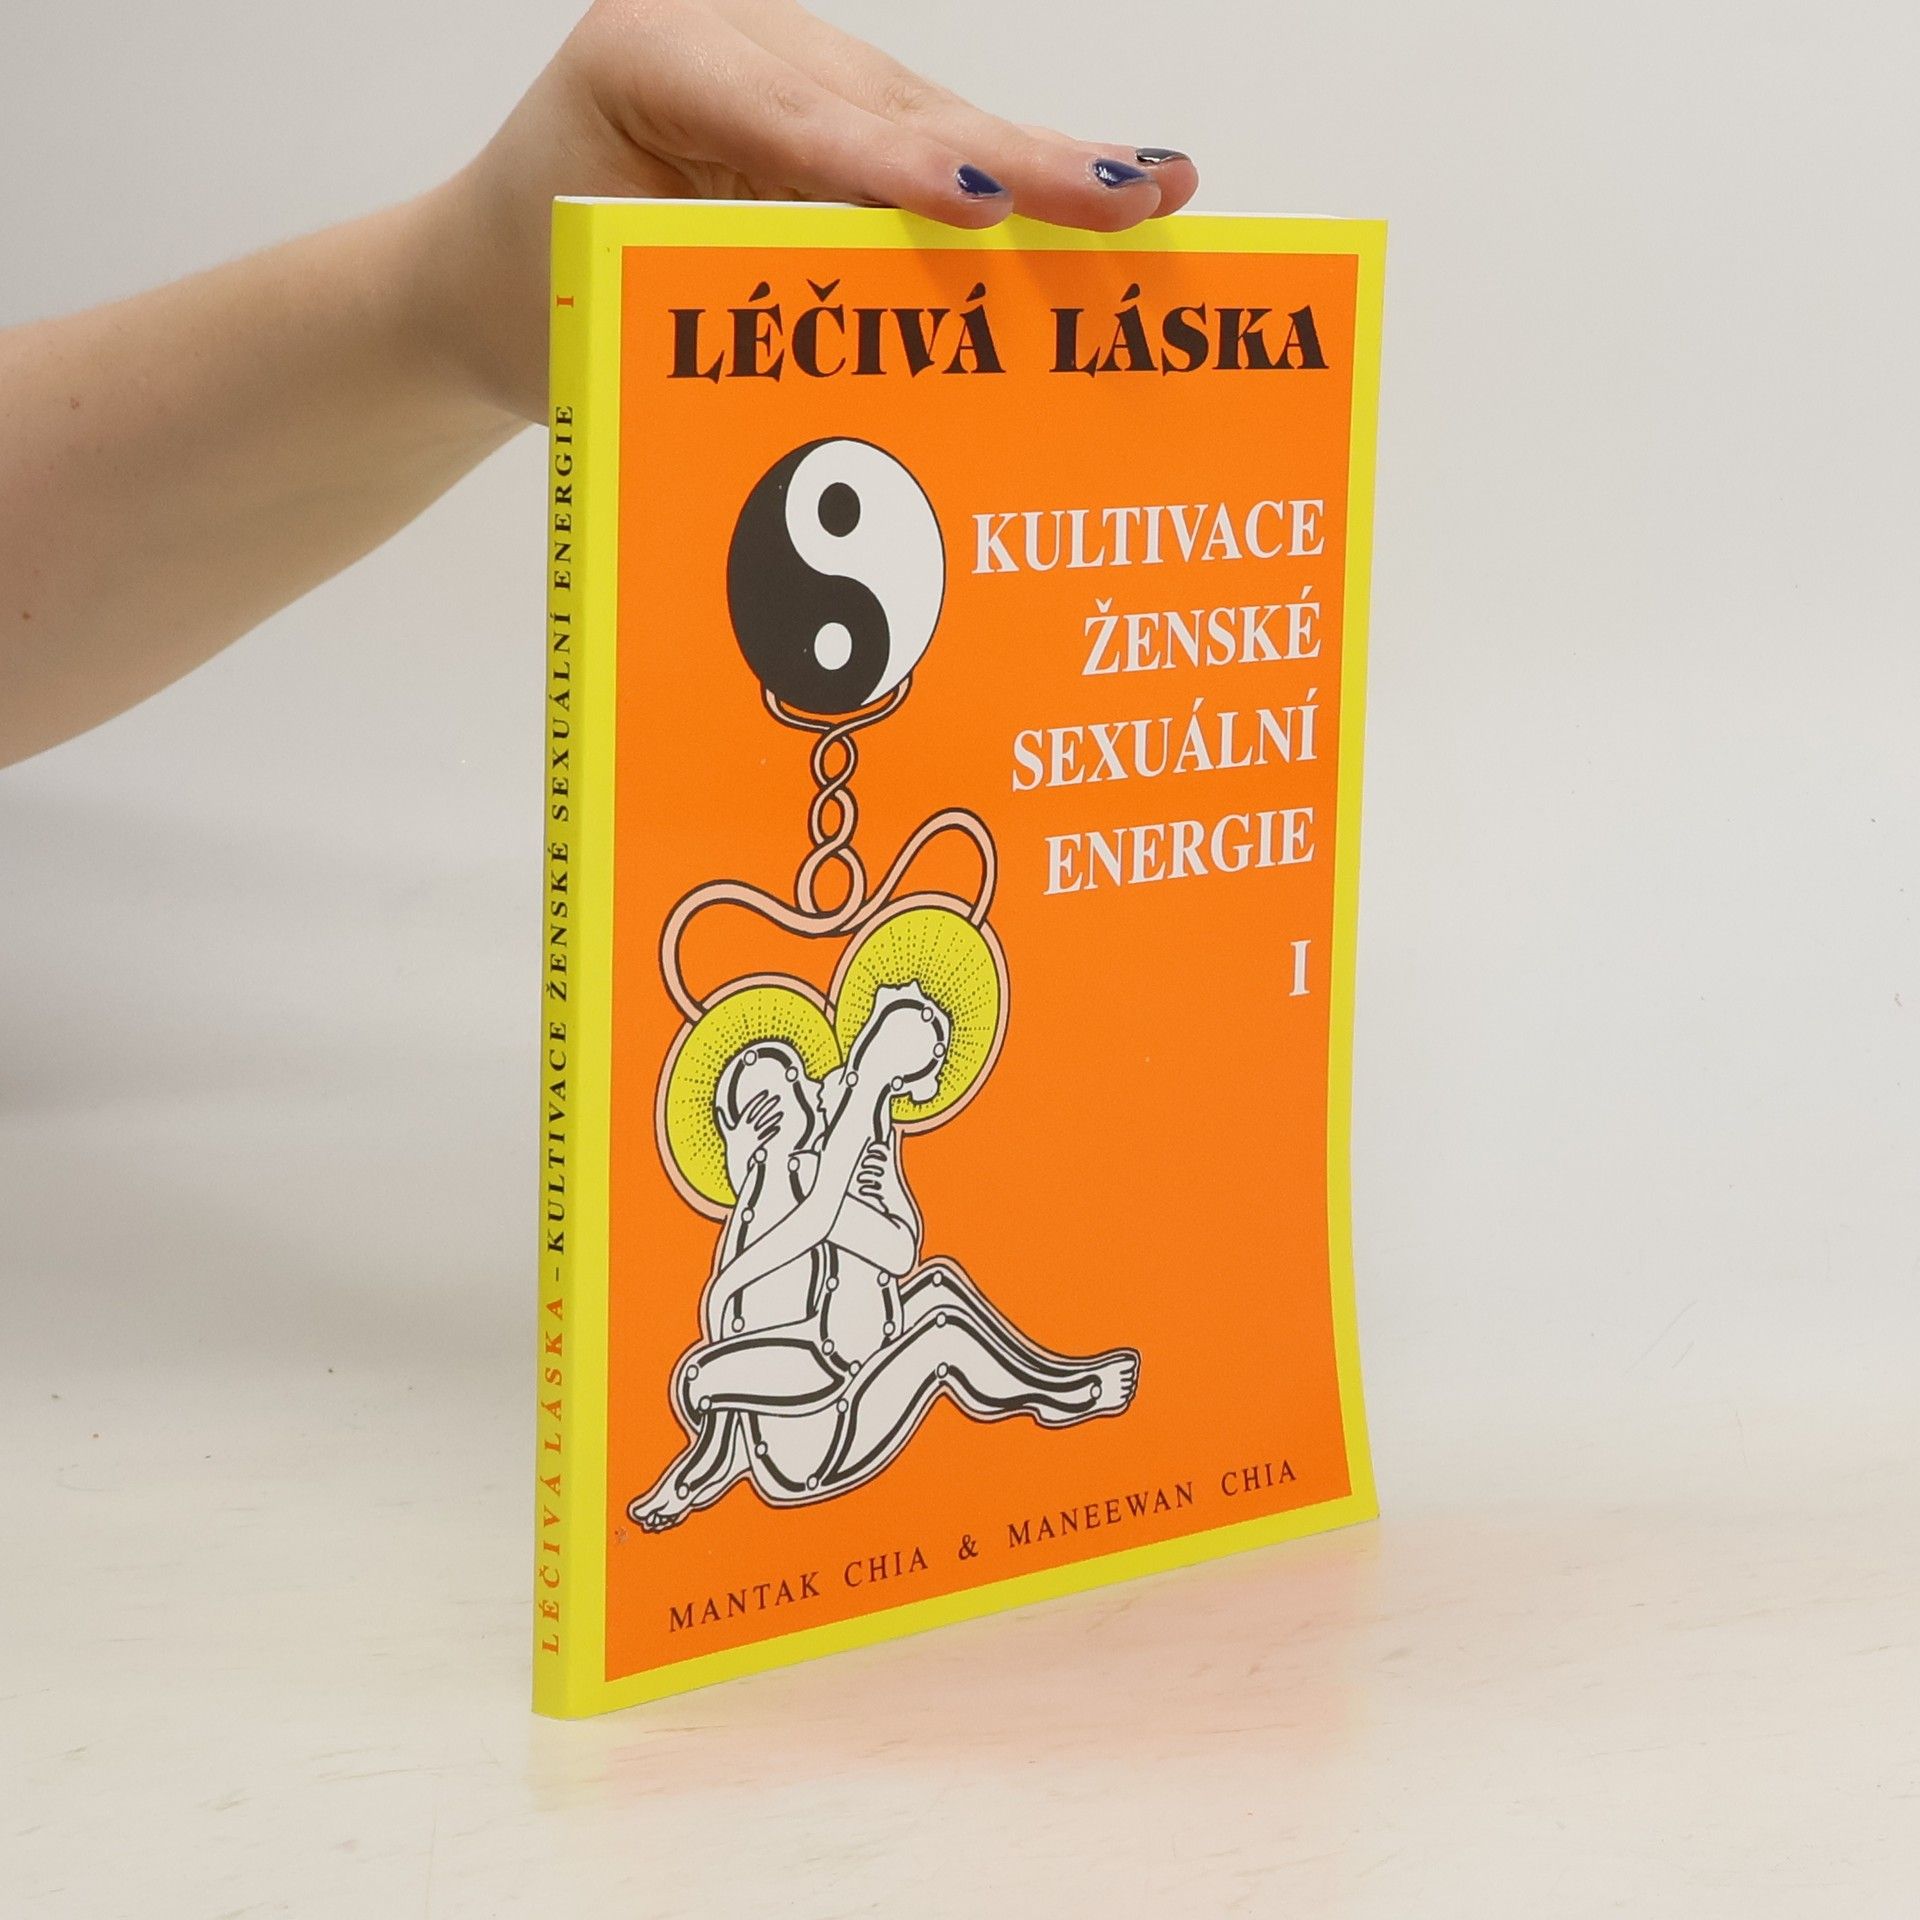 LÉČIVÁ LÁSKA
KULTIVACE
ŽENSKÉ
SEXUÁLNÍ
ENERGIE
I
MANTAK CHIA & MANEEWAN CHIA
LÉČIVÁ LÁSKA – KULTIVACE ŽENSKÉ SEXUÁLNÍ ENERGIE I